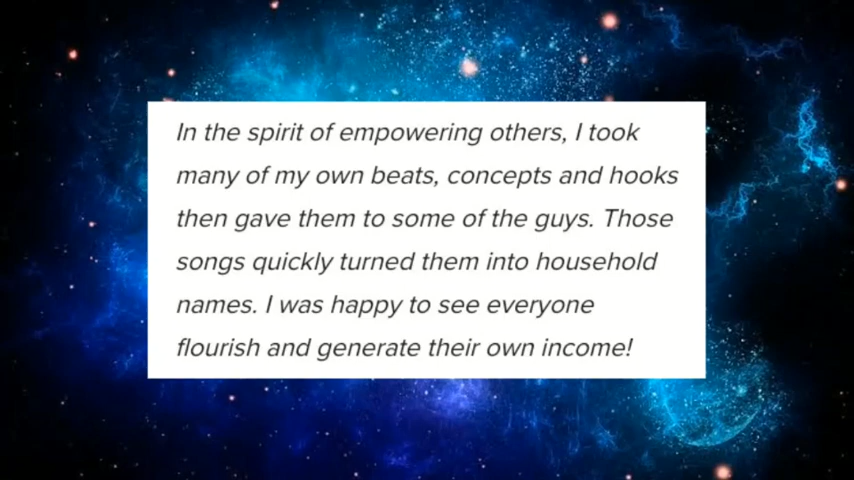 In the spirit of empowering others, I took
many of my own beats, concepts and hooks
then gave them to some of the guys. Those
songs quickly turned them into household
names. I was happy to see everyone
flourish and generate their own income!